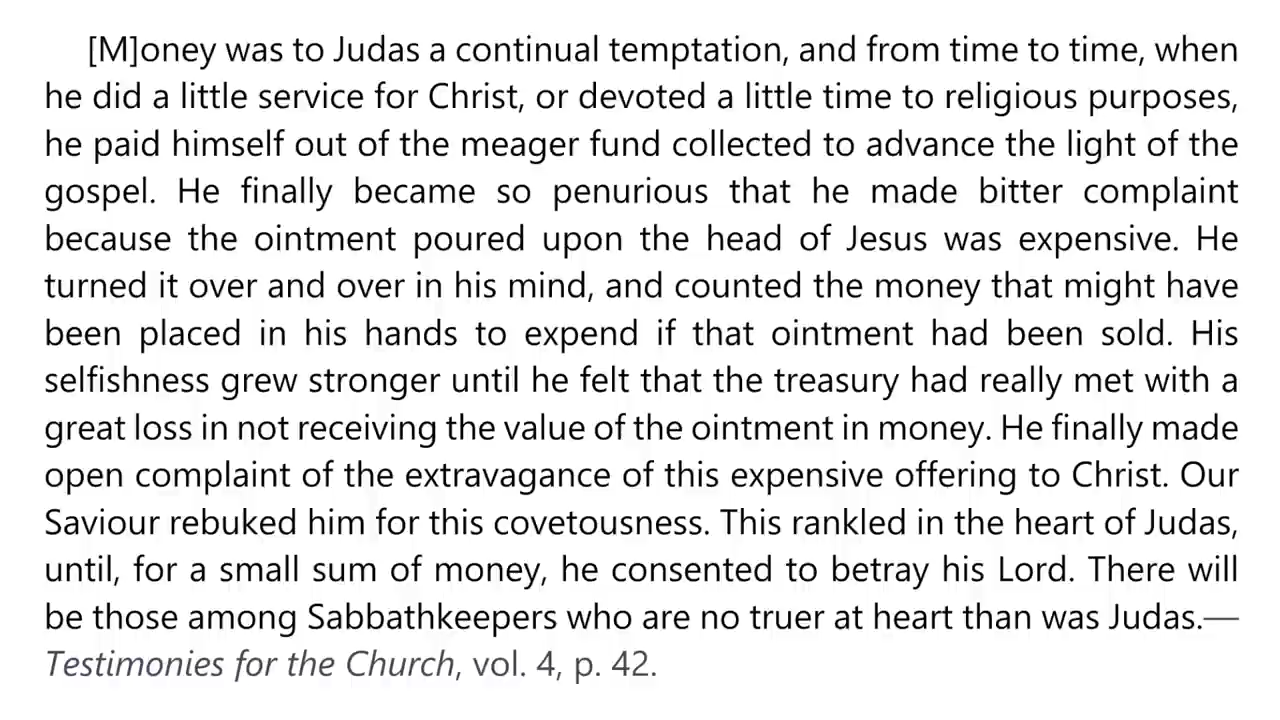 [M]oney was to Judas a continual temptation, and from time to time, when
he did a little service for Christ, or devoted a little time to religious purposes,
he paid himself out of the meager fund collected to advance the light of the
gospel. He finally became so penurious that he made bitter complaint
because the ointment poured upon the head of Jesus was expensive. He
turned it over and over in his mind, and counted the money that might have
been placed in his hands to expend if that ointment had been sold. His
selfishness grew stronger until he felt that the treasury had really met with a
great loss in not receiving the value of the ointment in money. He finally made
open complaint of the extravagance of this expensive offering to Christ. Our
Saviour rebuked him for this covetousness. This rankled in the heart of Judas,
until, for a small sum of money, he consented to betray his Lord. There will
be those among Sabbathkeepers who are no truer at heart than was Judas.—
Testimonies for the Church, vol. 4, p. 42.